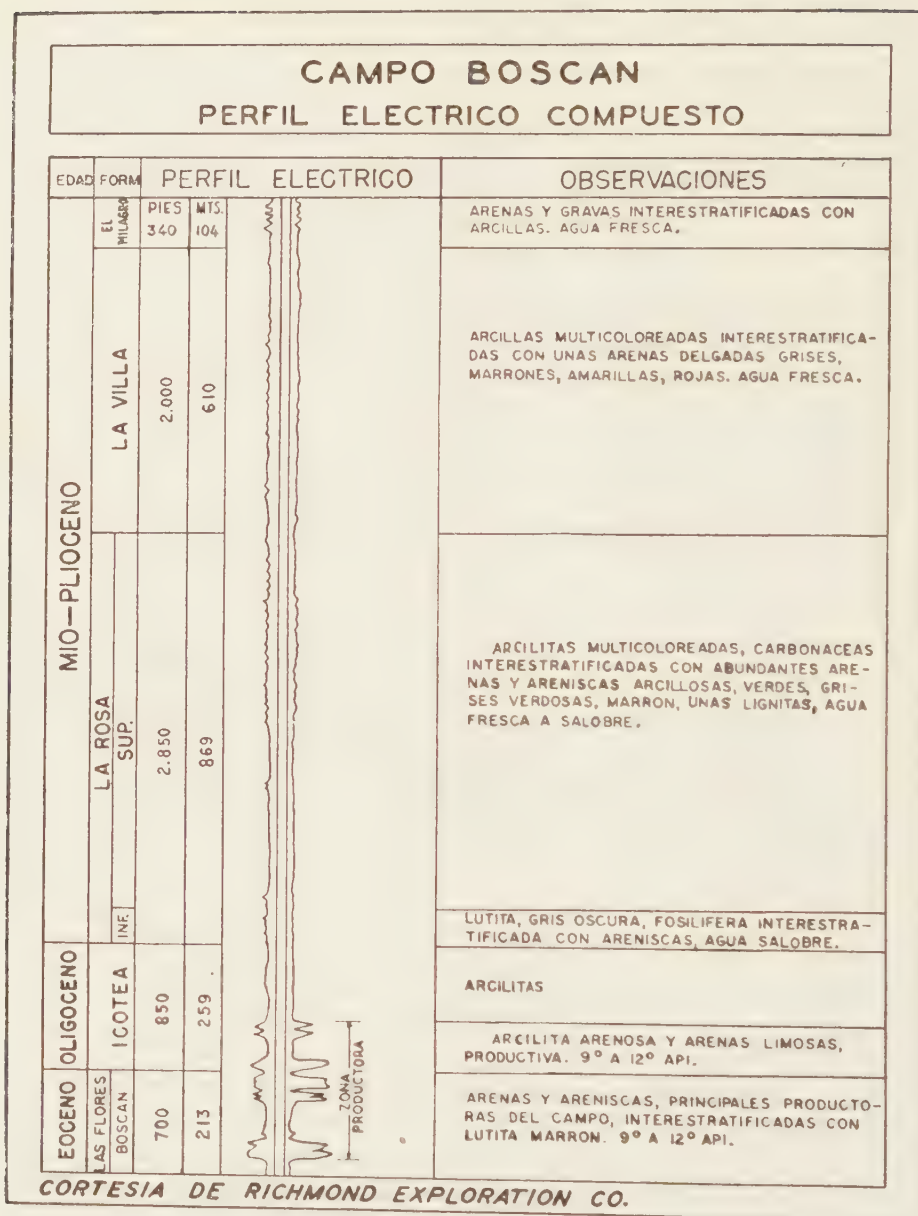 CAMPO BOSCAN
PERFIL ELECTRICO COMPUESTO
EDAD FORM PERFIL ELECTRICO OBSERVACIONES
EL MILAGRO
PIES MTS.
340 104
ARENAS Y GRAVAS INTERESTRATIFICADAS CON
ARCILLAS. AGUA FRESCA.
MIO-PLIOCENO
LA VILLA
2.000
610
ARCILLAS MULTICOLOREADAS INTERESTRATIFICA-
DAS CON UNAS ARENAS DELGADAS GRISES,
MARRONES, AMARILLAS, ROJAS. AGUA FRESCA.
LA ROSA
SUP.
2.850
869
ARCILITAS MULTICOLOREADAS, CARBONACEAS
INTERESTRATIFICADAS CON ABUNDANTES ARE-
NAS Y ARENISCAS ARCILLOSAS, VERDES, GRI-
SES VERDOSAS, MARRON, UNAS LIGNITAS, AGUA
FRESCA A SALOBRE.
INF.
LUTITA, GRIS OSCURA, FOSILIFERA INTERESTRA-
TIFICADA CON ARENISCAS, AGUA SALOBRE.
OLIGOCENO
ICOTEA
850
259
ARCILITAS
ARCILITA ARENOSA Y ARENAS LIMOSAS,
PRODUCTIVA. 9° A 12° API.
ZONA
PRODUCTORA
EOCENO
LAS FLORES
BOSCAN
700
213
ARENAS Y ARENISCAS, PRINCIPALES PRODUCTO-
RAS DEL CAMPO, INTERESTRATIFICADAS CON
LUTITA MARRON. 9° A 12° API.
CORTESIA DE RICHMOND EXPLORATION CO.